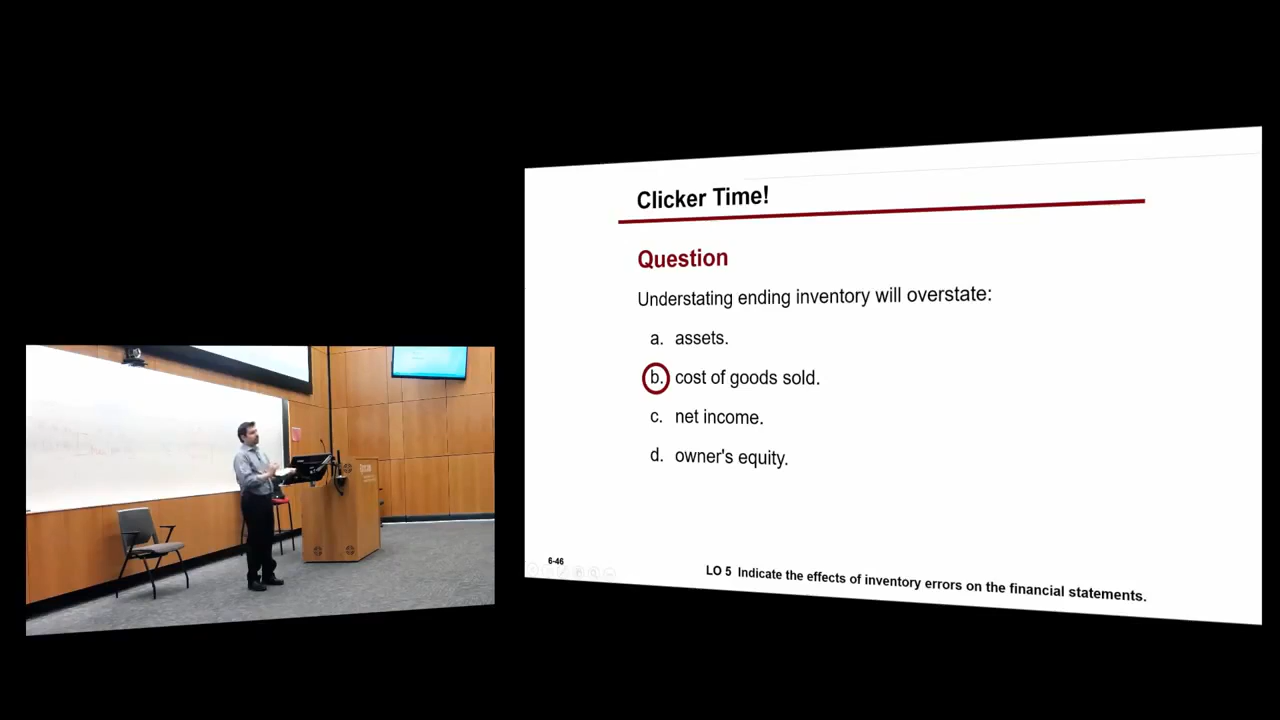 Clicker Time!
Question
Understating ending inventory will overstate:
a. assets.
b. cost of goods sold.
c. net income.
d. owner's equity.
6-46
LO 5 Indicate the effects of inventory errors on the financial statements.